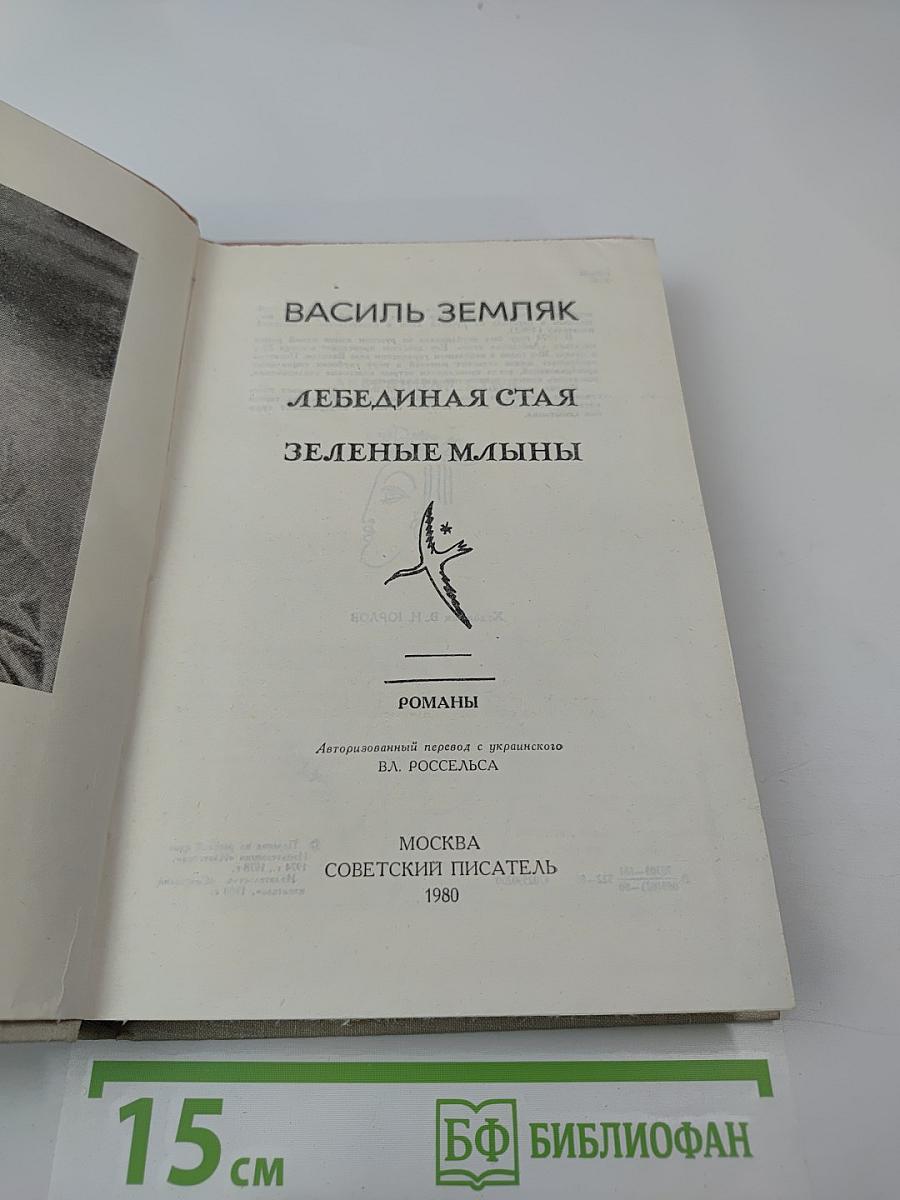 ВАСИЛЬ ЗЕМЛЯК
ЛЕБЕДИНАЯ СТАЯ
ЗЕЛЕНЫЕ МЛЫНЫ
РОМАНЫ
Авторизованный перевод с украинского
ВЛ. РОССЕЛЬСА
МОСКВА
СОВЕТСКИЙ ПИСАТЕЛЬ
1980
15 см
БФ БИБЛИОФАН